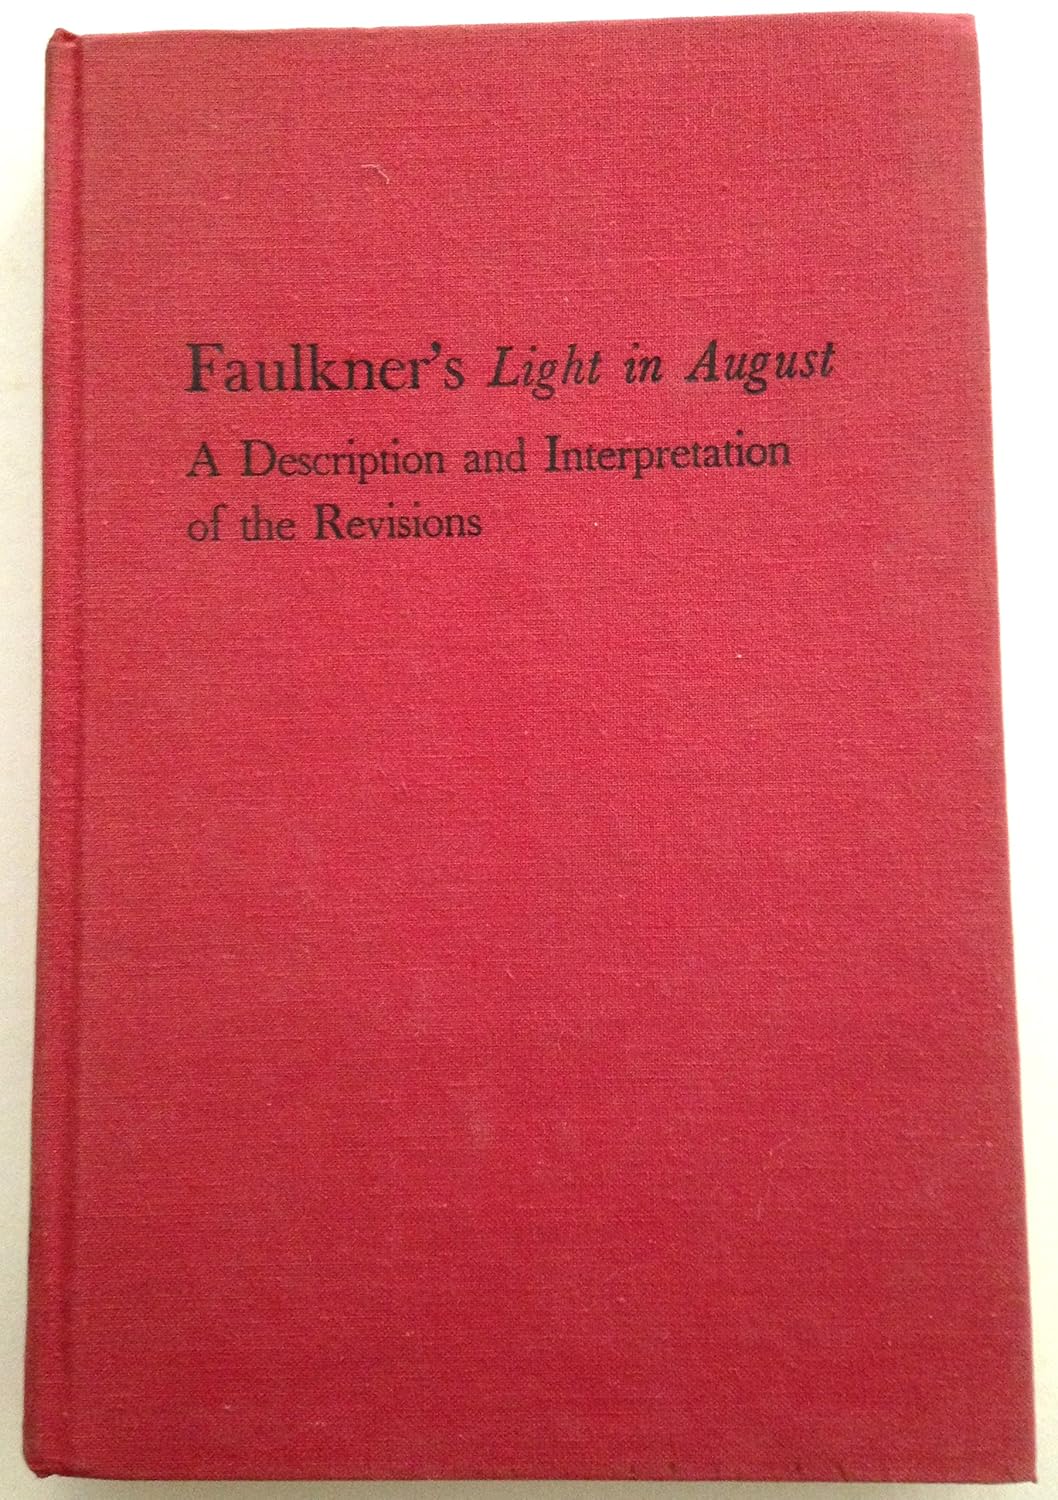 Faulkner's Light in August
A Description and Interpretation
of the Revisions